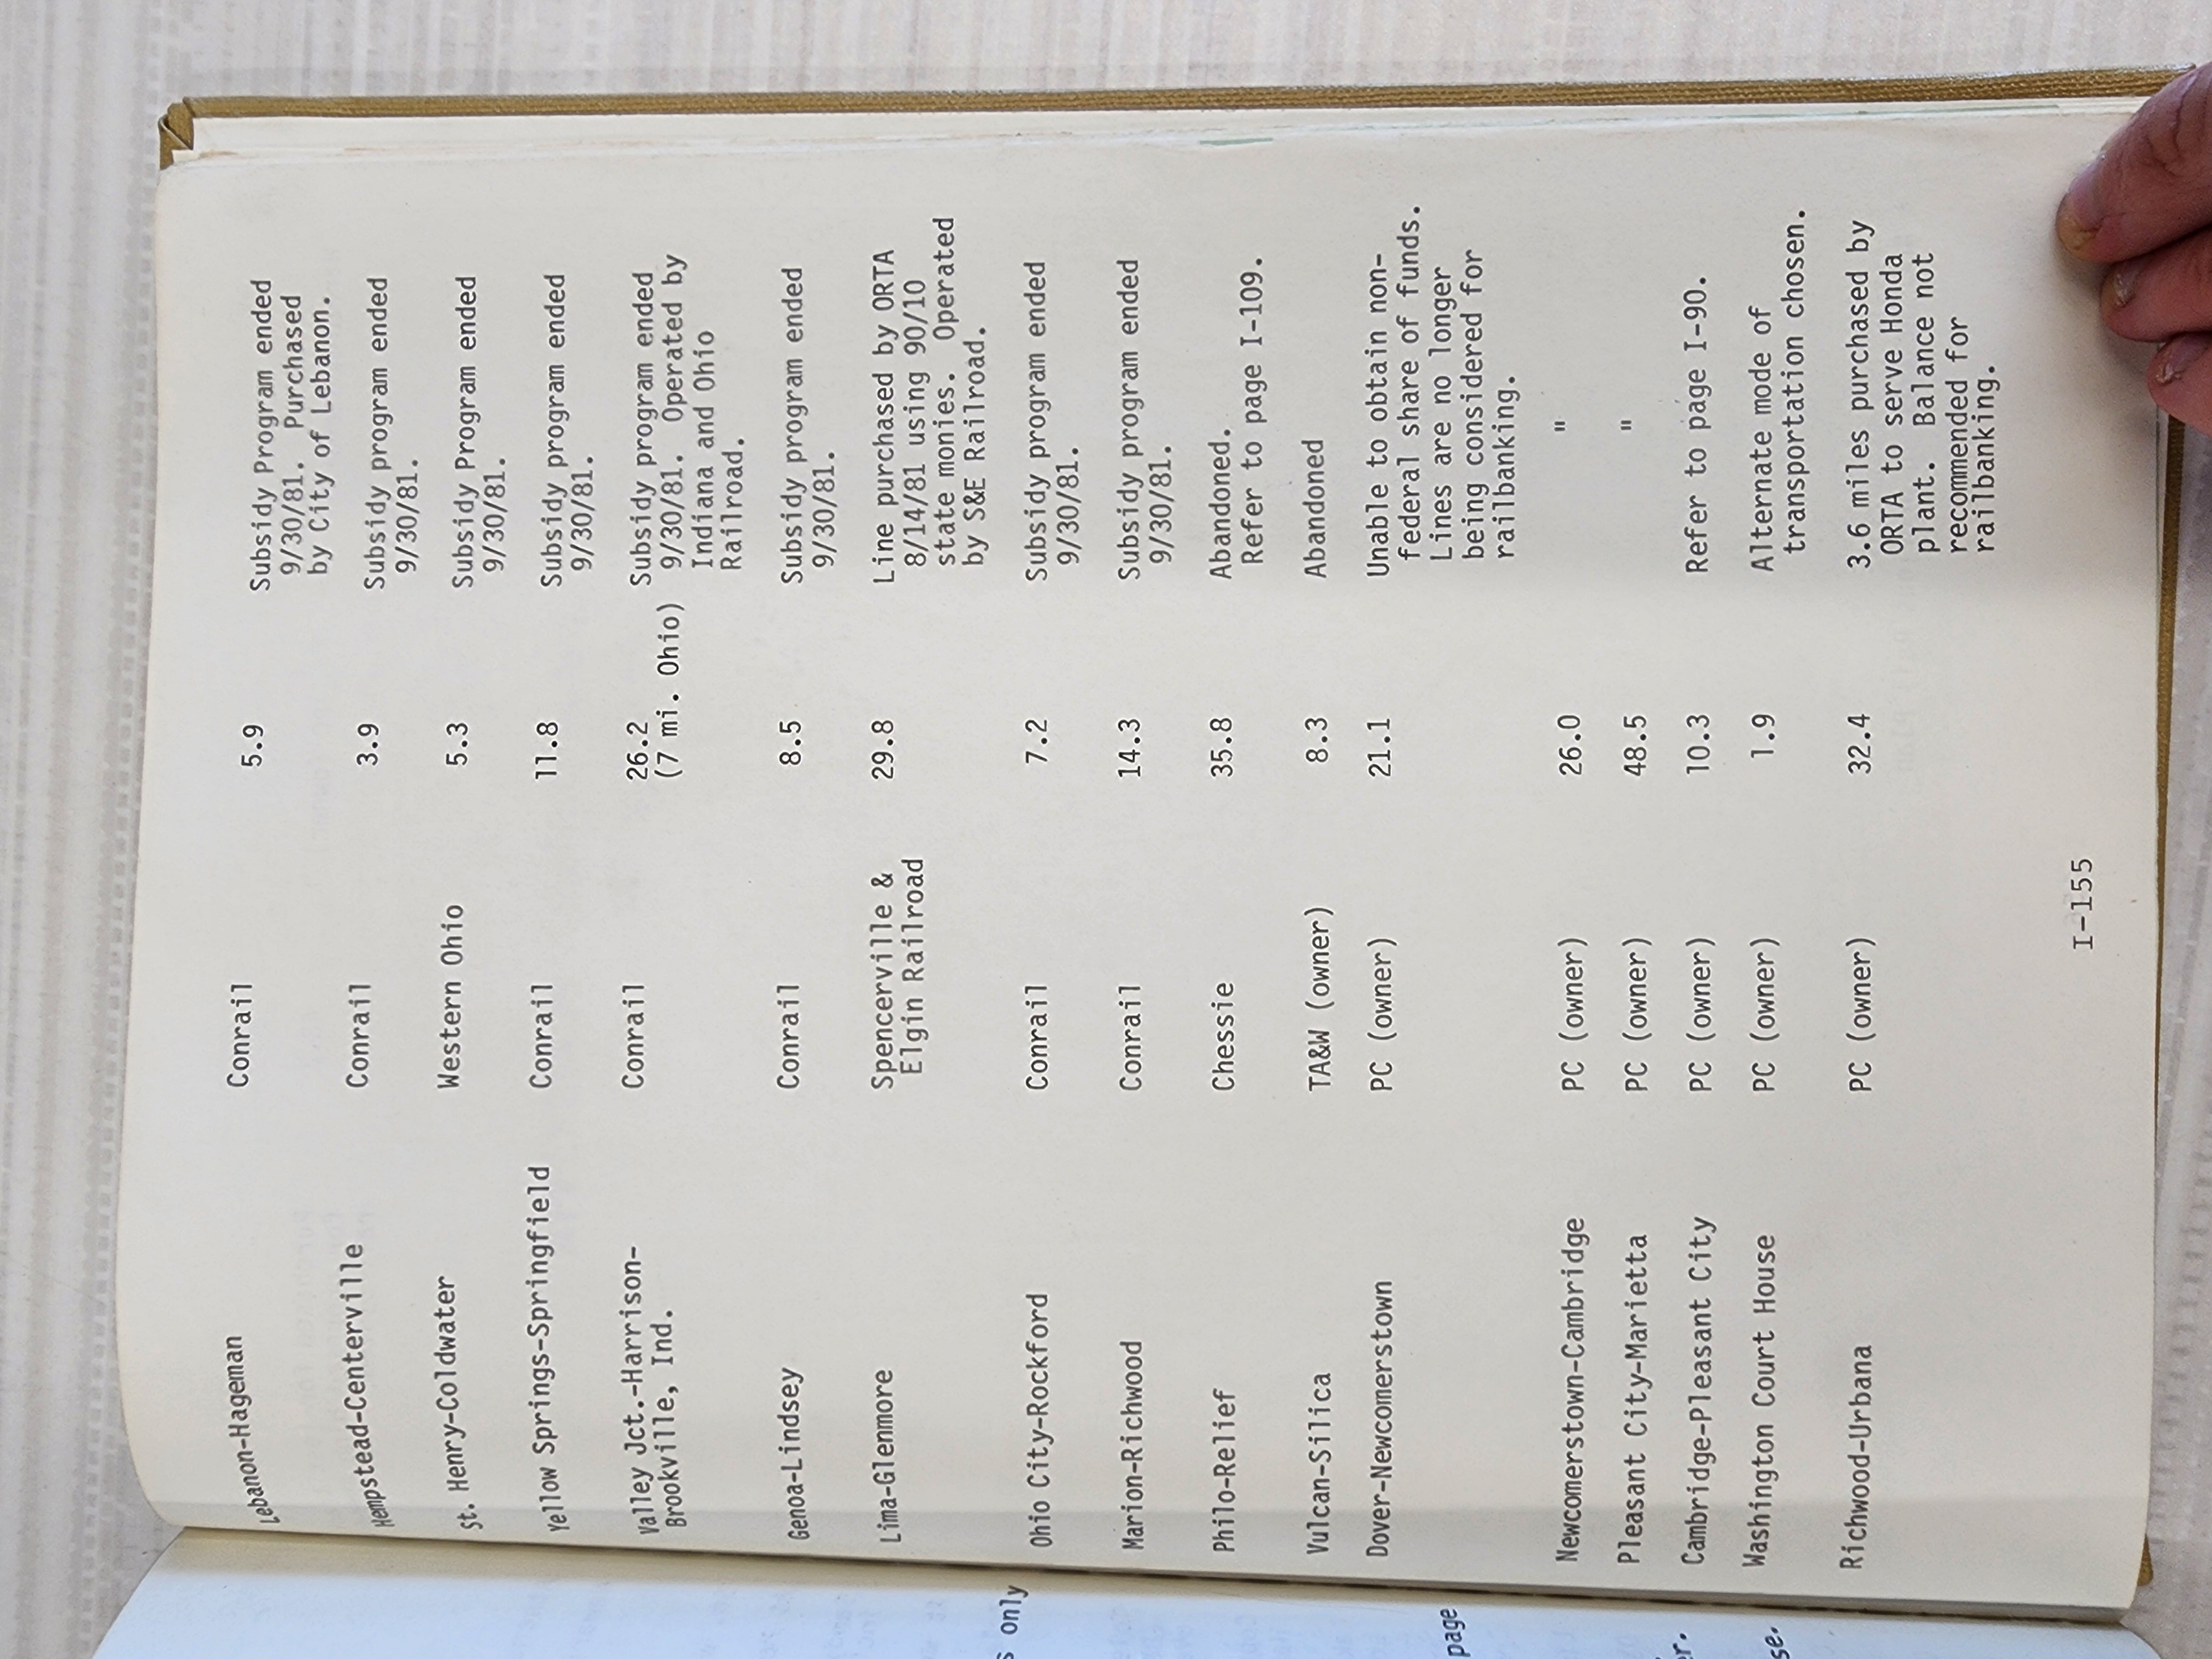 Lebanon-Hageman Conrail 5.9 Subsidy Program ended
9/30/81. Purchased
by City of Lebanon.
Hempstead-Centerville Conrail 3.9 Subsidy program ended
9/30/81.
St. Henry-Coldwater Western Ohio 5.3 Subsidy Program ended
9/30/81.
Yellow Springs-Springfield Conrail 11.8 Subsidy program ended
9/30/81.
Valley Jct.-Harrison- Conrail 26.2 Subsidy program ended
Brookville, Ind. (7 mi. Ohio) 9/30/81. Operated by
Indiana and Ohio
Railroad.
Genoa-Lindsey Conrail 8.5 Subsidy program ended
9/30/81.
Lima-Glenmore Spencerville & 29.8 Line purchased by ORTA
Elgin Railroad 8/14/81 using 90/10
state monies. Operated
by S&E Railroad.
Ohio City-Rockford Conrail 7.2 Subsidy program ended
9/30/81.
Marion-Richwood Conrail 14.3 Subsidy program ended
9/30/81.
Philo-Relief Chessie 35.8 Abandoned.
Refer to page I-109.
Vulcan-Silica TA&W (owner) 8.3 Abandoned
Dover-Newcomerstown PC (owner) 21.1 Unable to obtain non-
federal share of funds.
Lines are no longer
being considered for
railbanking.
Newcomerstown-Cambridge PC (owner) 26.0 "
Pleasant City-Marietta PC (owner) 48.5 "
Cambridge-Pleasant City PC (owner) 10.3 Refer to page I-90.
Washington Court House PC (owner) 1.9 Alternate mode of
transportation chosen.
Richwood-Urbana PC (owner) 32.4 3.6 miles purchased by
ORTA to serve Honda
plant. Balance not
recommended for
railbanking.
I-155
only
page